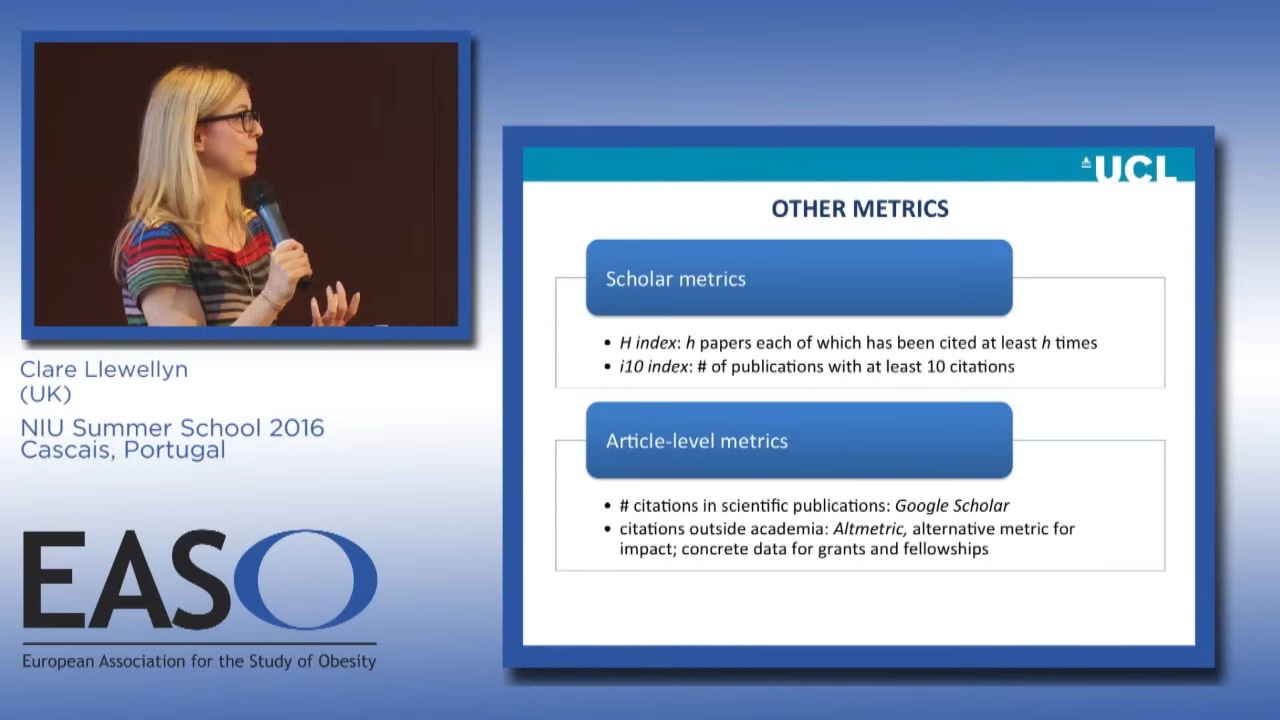 Clare Llewellyn
(UK)
NIU Summer School 2016
Cascais, Portugal
EASO
European Association for the Study of Obesity
UCL
OTHER METRICS
Scholar metrics
• H index: h papers each of which has been cited at least h times
• i10 index: # of publications with at least 10 citations
Article-level metrics
• # citations in scientific publications: Google Scholar
• citations outside academia: Altmetric, alternative metric for
impact; concrete data for grants and fellowships